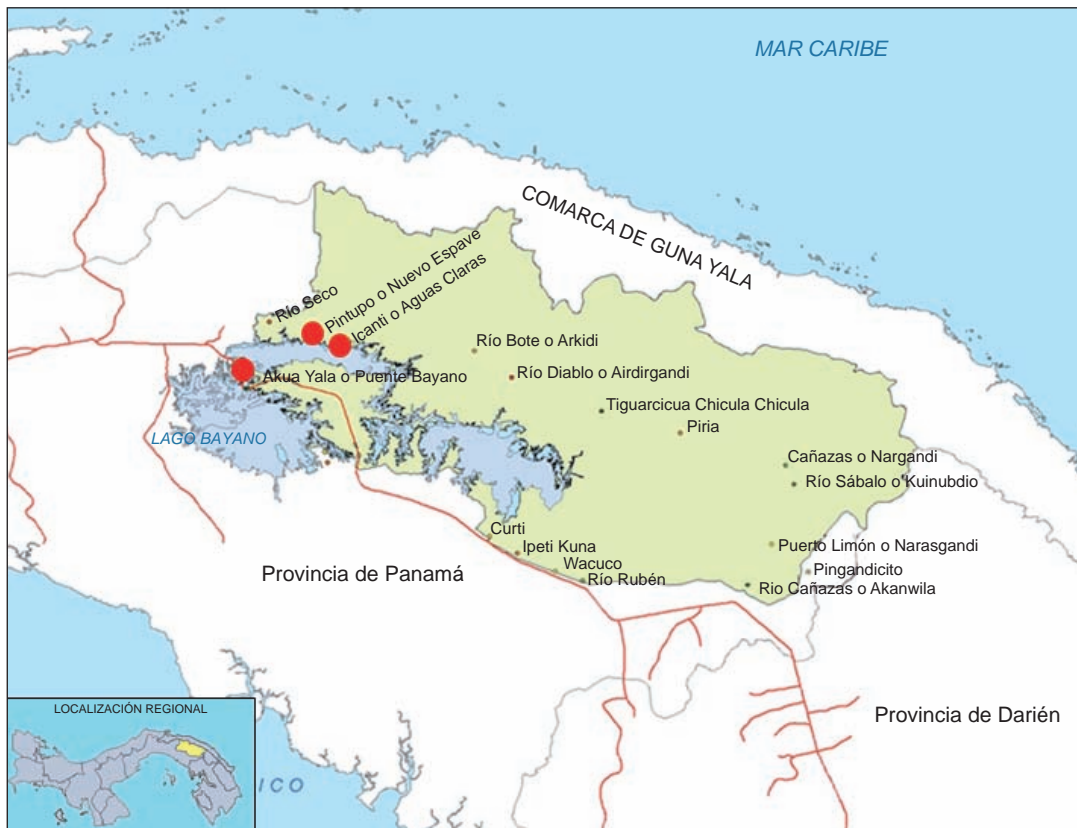 MAR CARIBE
COMARCA DE GUNA YALA
Río Seco
Pintupo o Nuevo Espave
Icanti o Aguas Claras
Río Bote o Arkidi
Akua Yala o Puente Bayano
Río Diablo o Airdirgandi
Tiguarcicua Chicula Chicula
LAGO BAYANO
Piria
Cañazas o Nargandi
Río Sábalo o Kuinubdio
Curti
Ipeti Kuna
Puerto Limón o Narasgandi
Wacuco
Pingandicito
Provincia de Panamá
Río Rubén
Rio Cañazas o Akanwila
LOCALIZACIÓN REGIONAL
Provincia de Darién
ICO